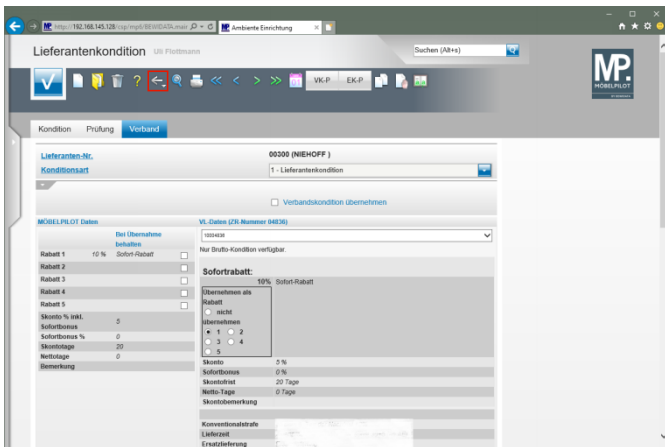 http://192.168.145.128/csp/mpli/BEWIDATA.mair
Ambiente Einrichtung
Lieferantenkondition Uli Flottmann
Suchen (Alt+s)
MP.
MÖBELPILOT
VK-P EK-P
Kondition Prüfung Verband
Lieferanten-Nr. 00300 (NIEHOFF )
Konditionsart 1 - Lieferantenkondition
Verbandskondition übernehmen
MÖBELPILOT Daten
Bei Übernahme
behalten
Rabatt 1 10 % Sofort-Rabatt
Rabatt 2
Rabatt 3
Rabatt 4
Rabatt 5
Skonto % inkl.
Sofortbonus 5
Sofortbonus % 0
Skontotage 20
Nettotage 0
Bemerkung
VL-Daten (ZR-Nummer 04836)
Nur Brutto-Kondition verfügbar.
Sofortrabatt:
10% Sofort-Rabatt
Übernehmen als
Rabatt
nicht
übernehmen
1 2
3 4
5
Skonto 5 %
Sofortbonus 0 %
Skontofrist 20 Tage
Netto-Tage 0 Tage
Skontobemerkung
Konventionalstrafe
Lieferzeit
Ersatzlieferung